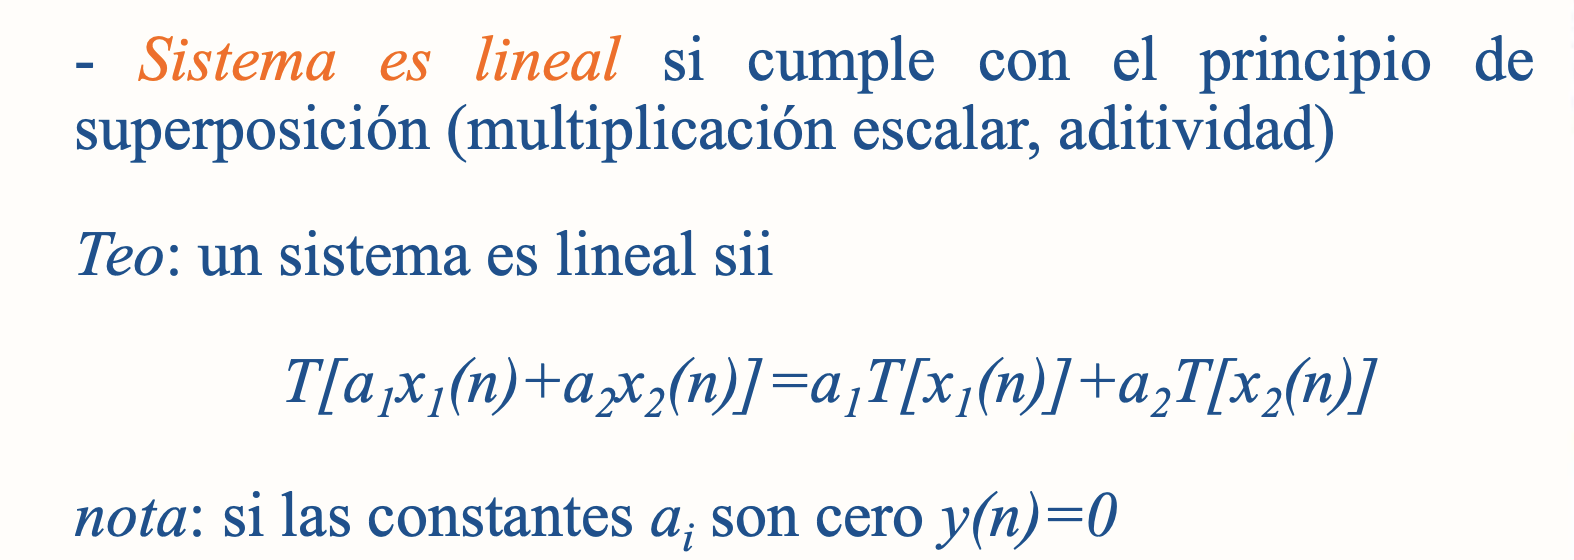 - Sistema es lineal si cumple con el principio de
superposición (multiplicación escalar, aditividad)
Teo: un sistema es lineal sii
T[a₁x₁(n)+a₂x₂(n)]=a₁T[x₁(n)]+a₂T[x₂(n)]
nota: si las constantes aᵢ son cero y(n)=0